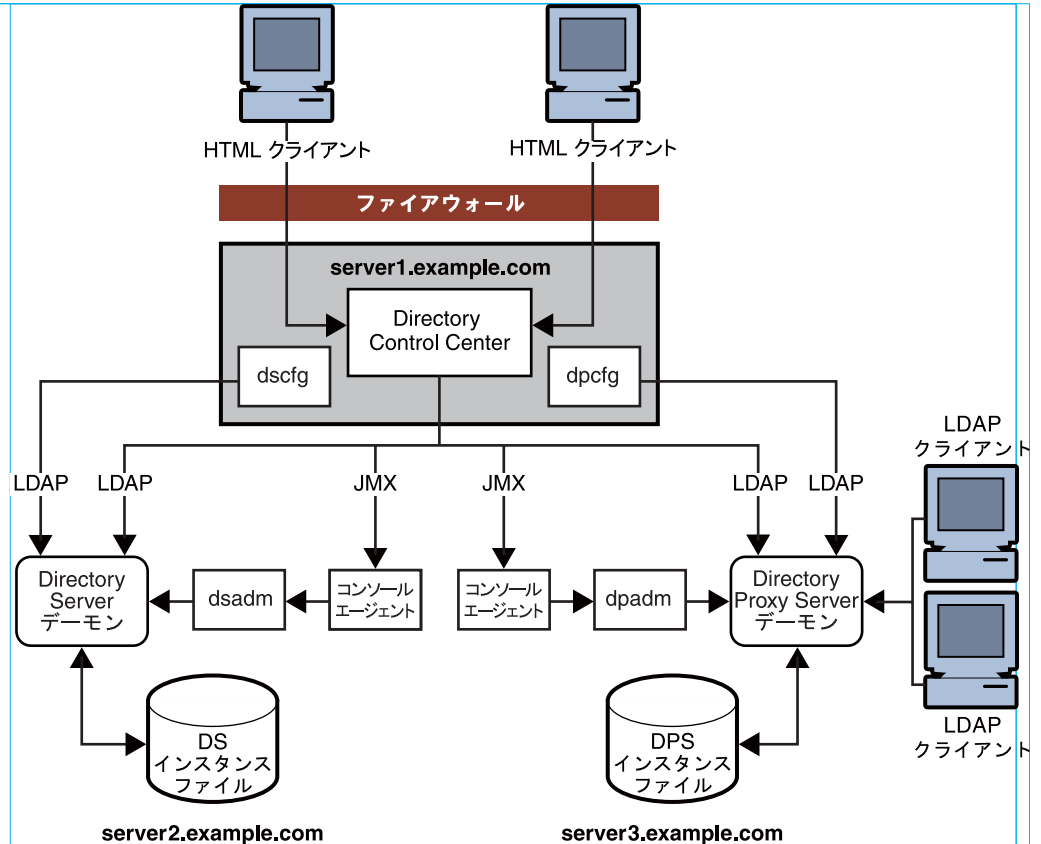 HTML クライアント
HTML クライアント
ファイアウォール
server1.example.com
Directory
Control Center
dscfg
dpcfg
LDAP
クライアント
LDAP
LDAP
JMX
JMX
LDAP
LDAP
Directory
Server
デーモン
dsadm
コンソール
エージェント
コンソール
エージェント
dpadm
Directory
Proxy Server
デーモン
LDAP
クライアント
DS
インスタンス
ファイル
DPS
インスタンス
ファイル
server2.example.com
server3.example.com